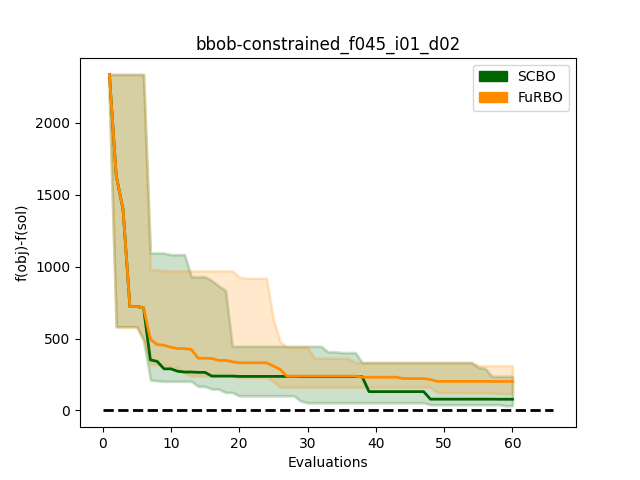 bbob-constrained_f045_i01_d02
SCBO
FuRBO
f(obj)-f(sol)
2000
1500
1000
500
0
0 10 20 30 40 50 60
Evaluations